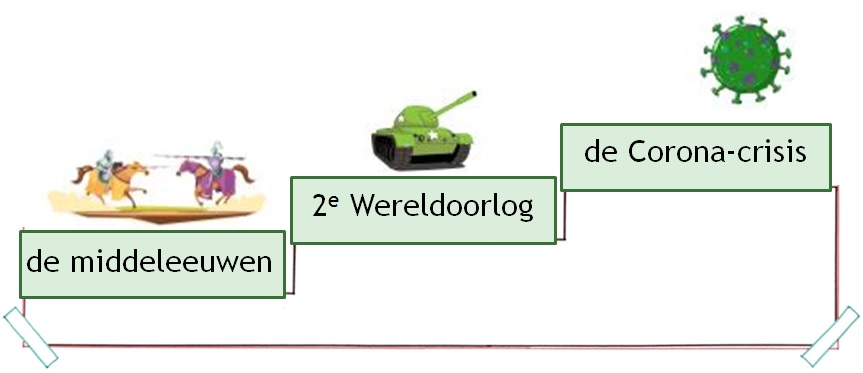 de Corona-crisis
2e Wereldoorlog
de middeleeuwen